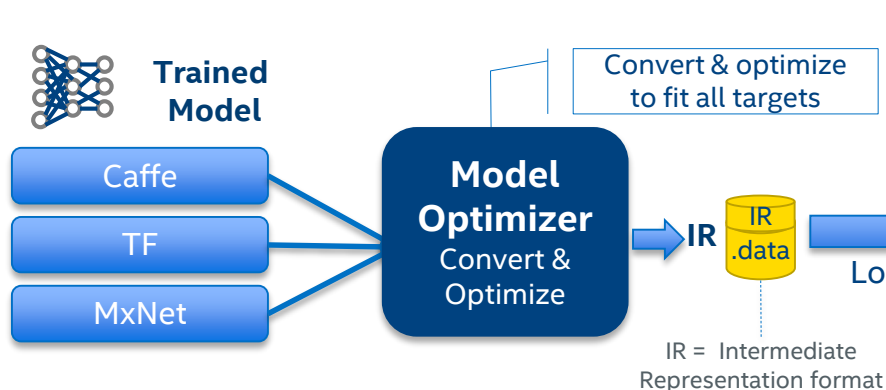 Trained
Model
Convert & optimize
to fit all targets
Caffe
TF
MxNet
Model
Optimizer
Convert &
Optimize
IR
IR
.data
IR = Intermediate
Representation format